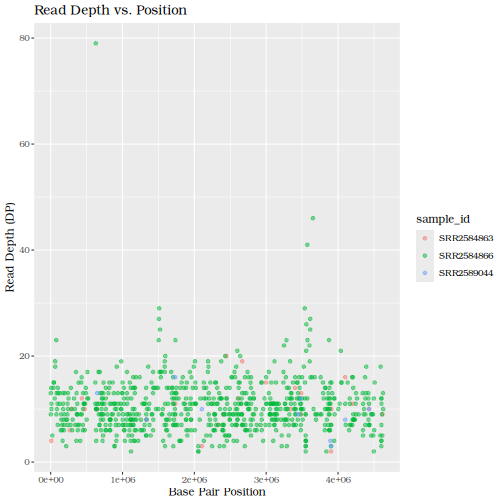 Read Depth vs. Position
80
60
40
20
0
Read Depth (DP)
0e+00 1e+06 2e+06 3e+06 4e+06
Base Pair Position
sample_id
SRR2584863
SRR2584866
SRR2589044